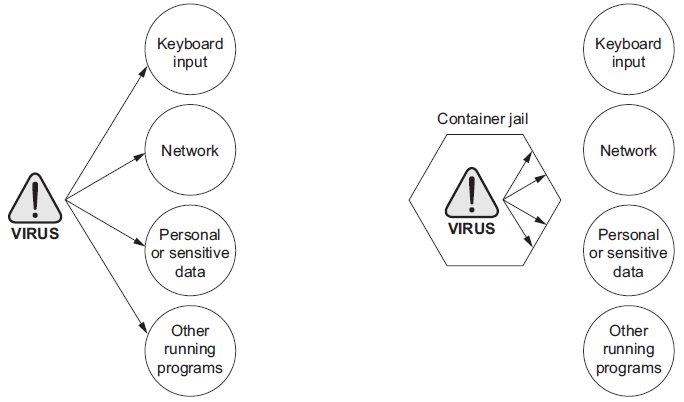 Keyboard
input
Network
VIRUS
Personal
or sensitive
data
Other
running
programs
Container jail
VIRUS
Keyboard
input
Network
Personal
or sensitive
data
Other
running
programs